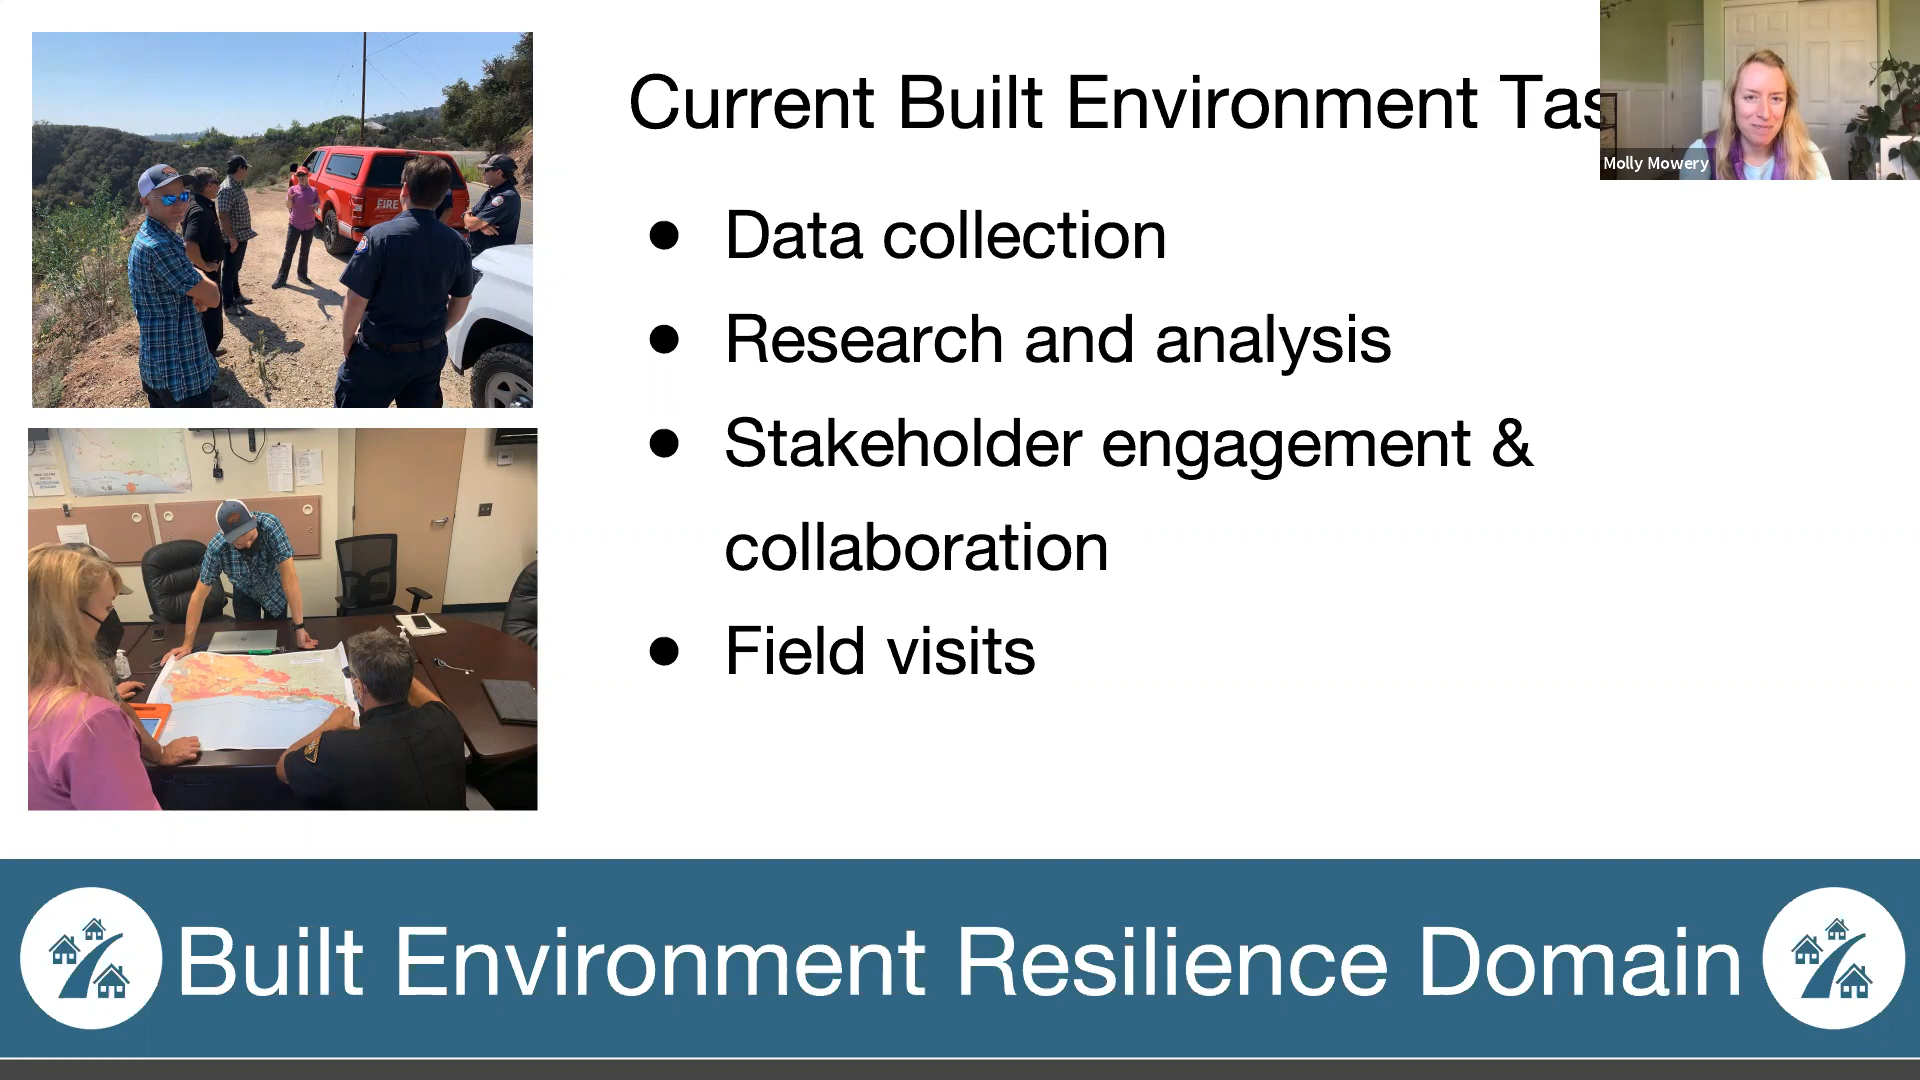 Current Built Environment Tas
Molly Mowery
● Data collection
● Research and analysis
● Stakeholder engagement &
collaboration
● Field visits
FIRE
Built Environment Resilience Domain